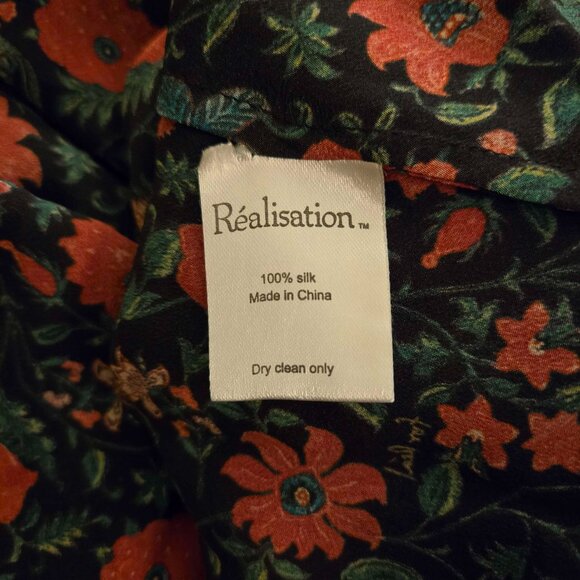 Réalisation™
100% silk
Made in China
Dry clean only